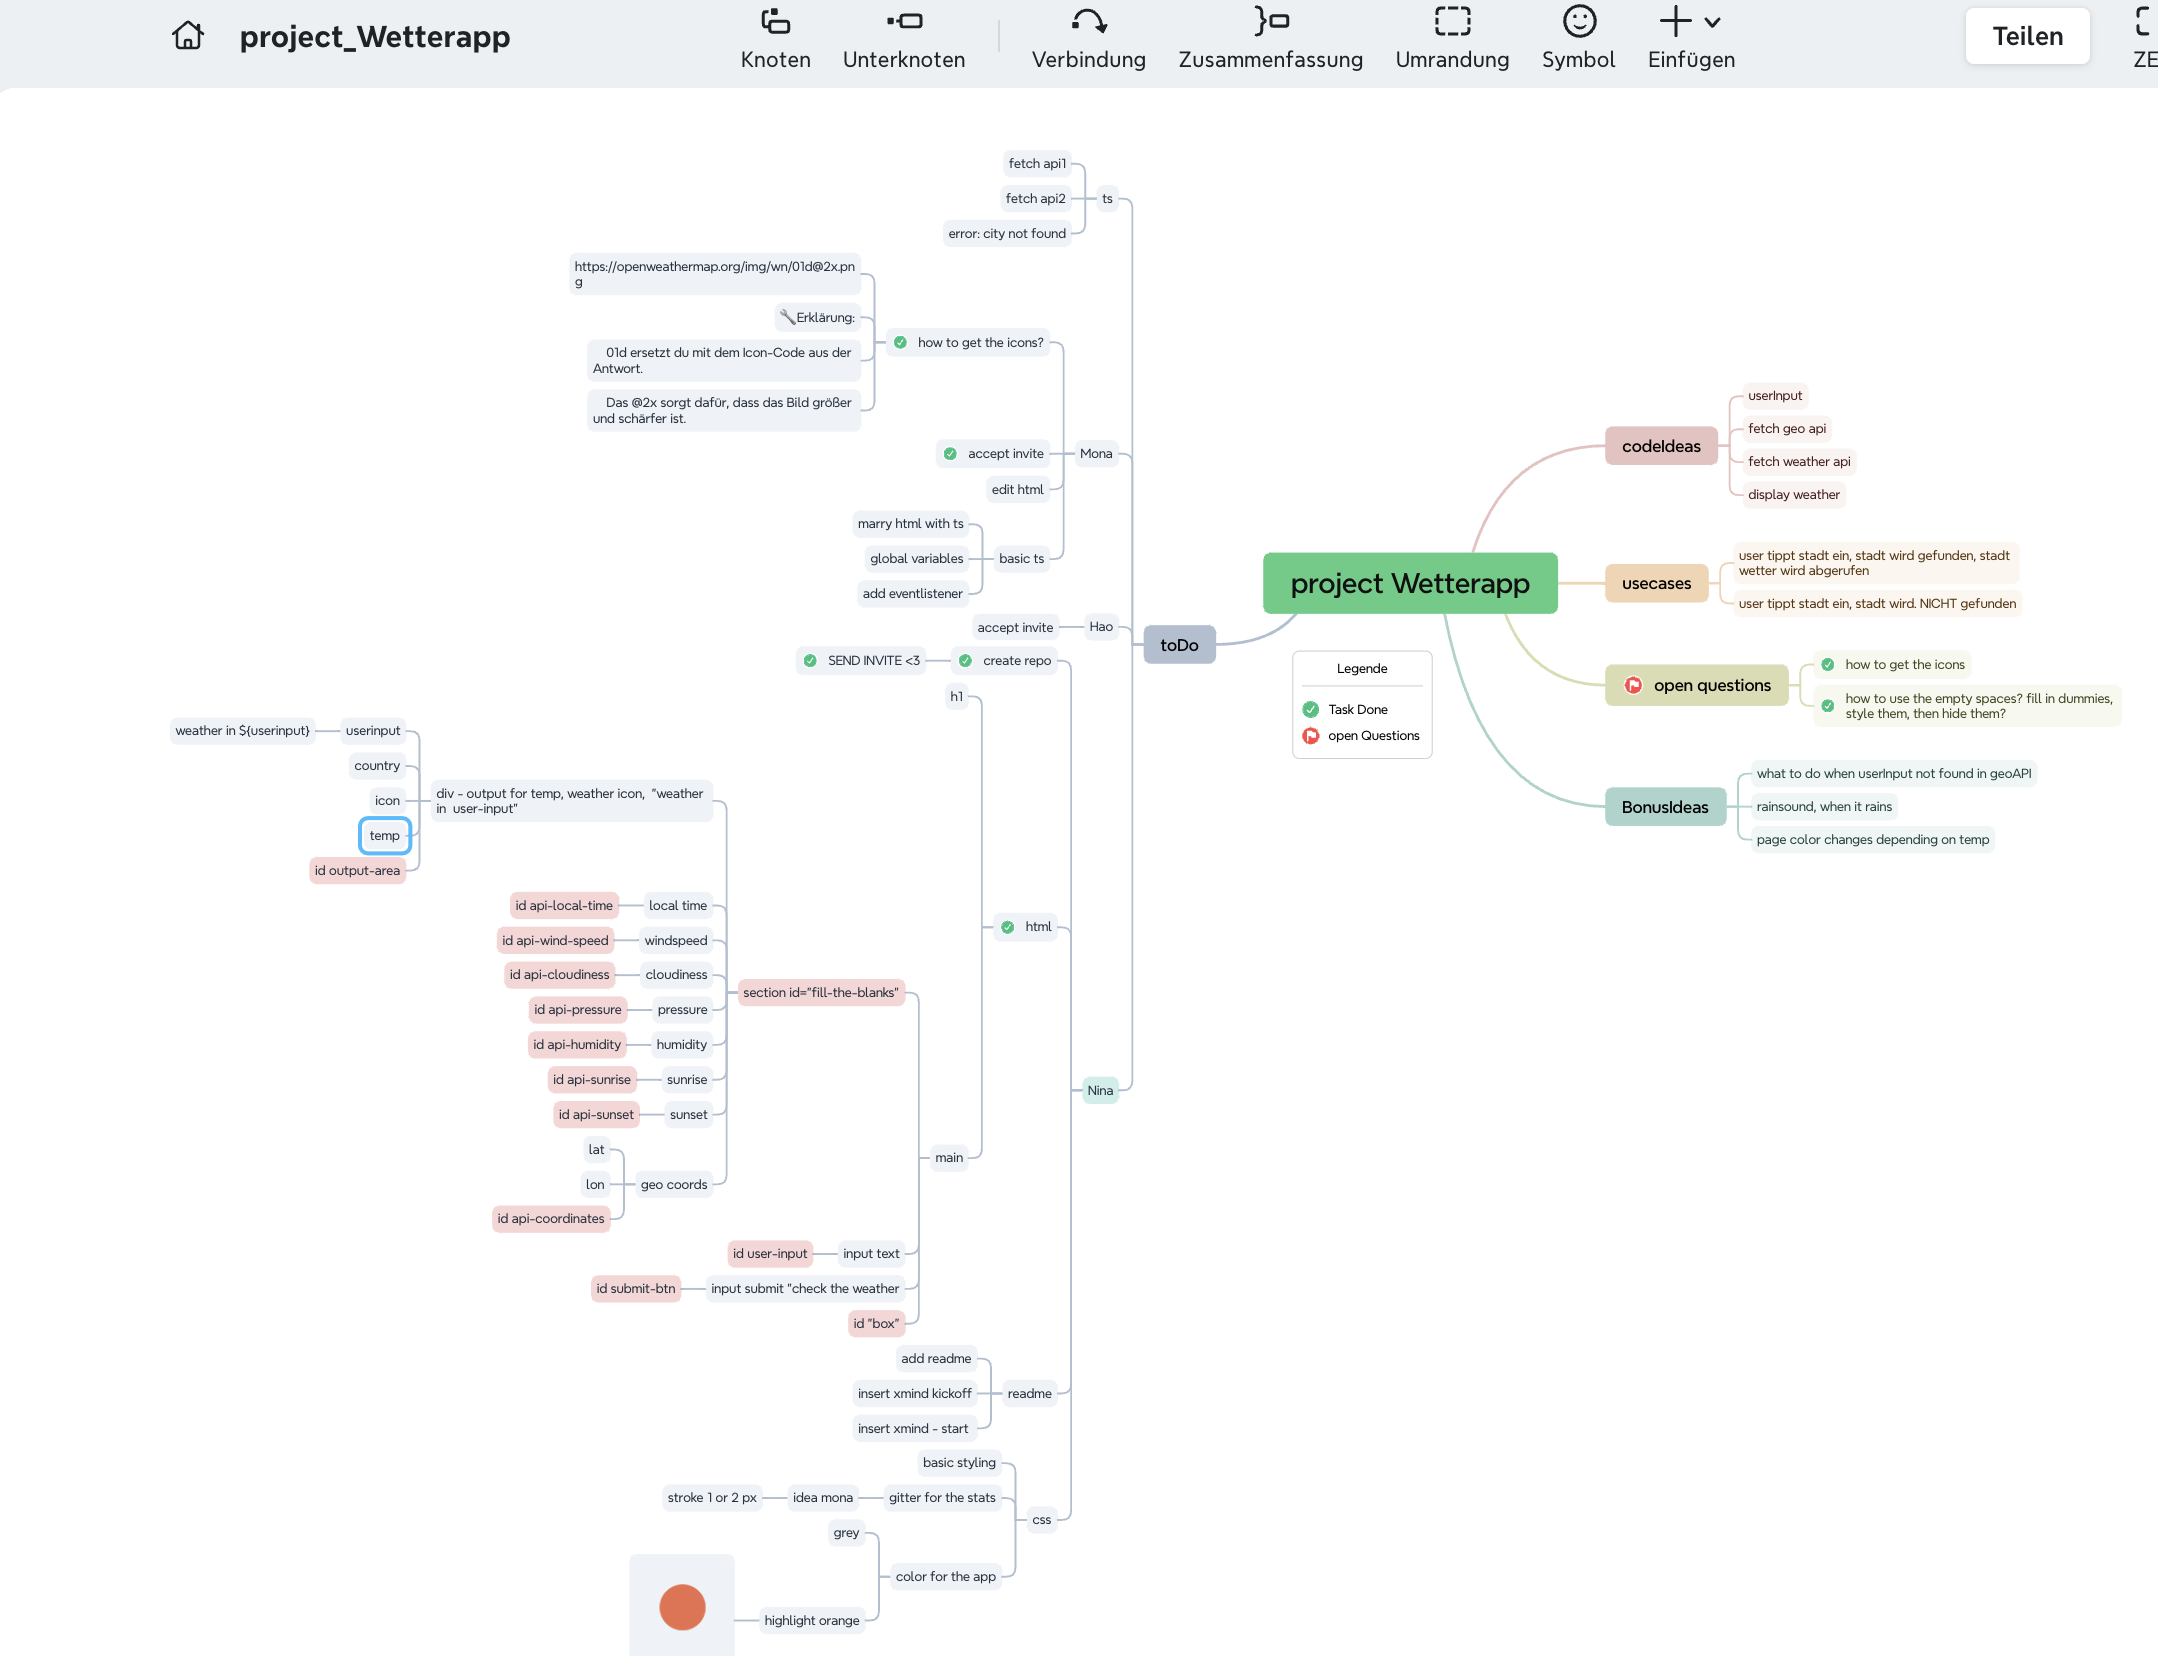 project_Wetterapp
Knoten
Unterknoten
Verbindung
Zusammenfassung
Umrandung
Symbol
Einfügen
Teilen
ZE
fetch api1
fetch api2
error: city not found
ts
https://openweathermap.org/img/wn/01d@2x.pn
g
Erklärung:
01d ersetzt du mit dem Icon-Code aus der
Antwort.
Das @2x sorgt dafür, dass das Bild größer
und schärfer ist.
how to get the icons?
accept invite
edit html
Mona
marry html with ts
global variables
add eventlistener
basic ts
accept invite
Hao
toDo
SEND INVITE <3
create repo
h1
weather in ${userinput}
userinput
country
icon
temp
id output-area
div - output for temp, weather icon, "weather
in user-input"
id api-local-time
local time
id api-wind-speed
windspeed
id api-cloudiness
cloudiness
id api-pressure
pressure
id api-humidity
humidity
id api-sunrise
sunrise
id api-sunset
sunset
lat
lon
id api-coordinates
geo coords
section id="fill-the-blanks"
html
Nina
main
id user-input
input text
id submit-btn
input submit "check the weather
id "box"
add readme
insert xmind kickoff
insert xmind - start
readme
basic styling
stroke 1 or 2 px
idea mona
gitter for the stats
css
grey
color for the app
highlight orange
project Wetterapp
Legende
Task Done
open Questions
codeIdeas
userInput
fetch geo api
fetch weather api
display weather
usecases
user tippt stadt ein, stadt wird gefunden, stadt
wetter wird abgerufen
user tippt stadt ein, stadt wird. NICHT gefunden
open questions
how to get the icons
how to use the empty spaces? fill in dummies,
style them, then hide them?
BonusIdeas
what to do when userInput not found in geoAPI
rainsound, when it rains
page color changes depending on temp